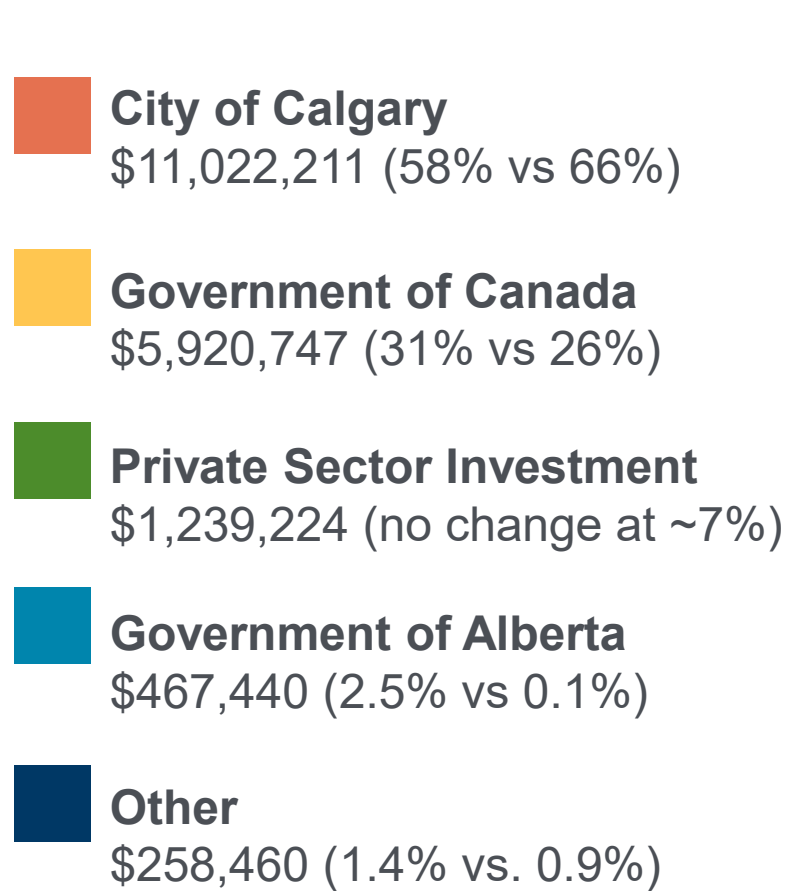 City of Calgary
$11,022,211 (58% vs 66%)
Government of Canada
$5,920,747 (31% vs 26%)
Private Sector Investment
$1,239,224 (no change at ~7%)
Government of Alberta
$467,440 (2.5% vs 0.1%)
Other
$258,460 (1.4% vs. 0.9%)